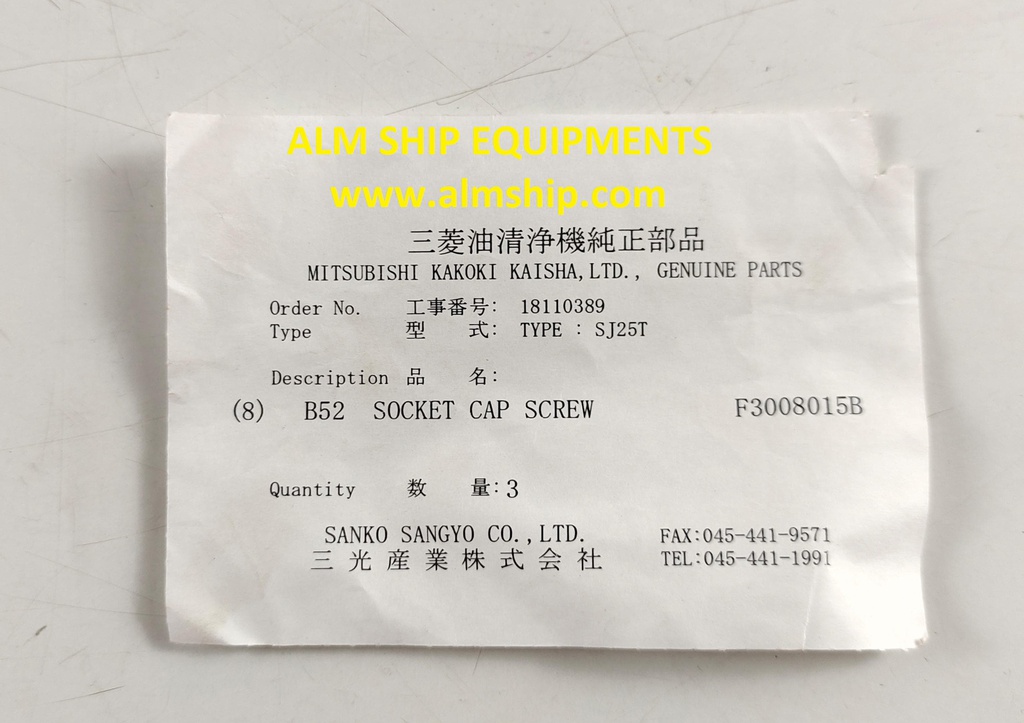 ALM SHIP EQUIPMENTS
www.almship.com
三菱油清浄機純正部品
MITSUBISHI KAKOKI KAISHA,LTD., GENUINE PARTS
Order No. 工事番号: 18110389
Type 型 式: TYPE : SJ25T
Description 品 名:
(8) B52 SOCKET CAP SCREW F3008015B
Quantity 数 量: 3
SANKO SANGYO CO.,LTD. FAX:045-441-9571
三光産業株式会社 TEL:045-441-1991